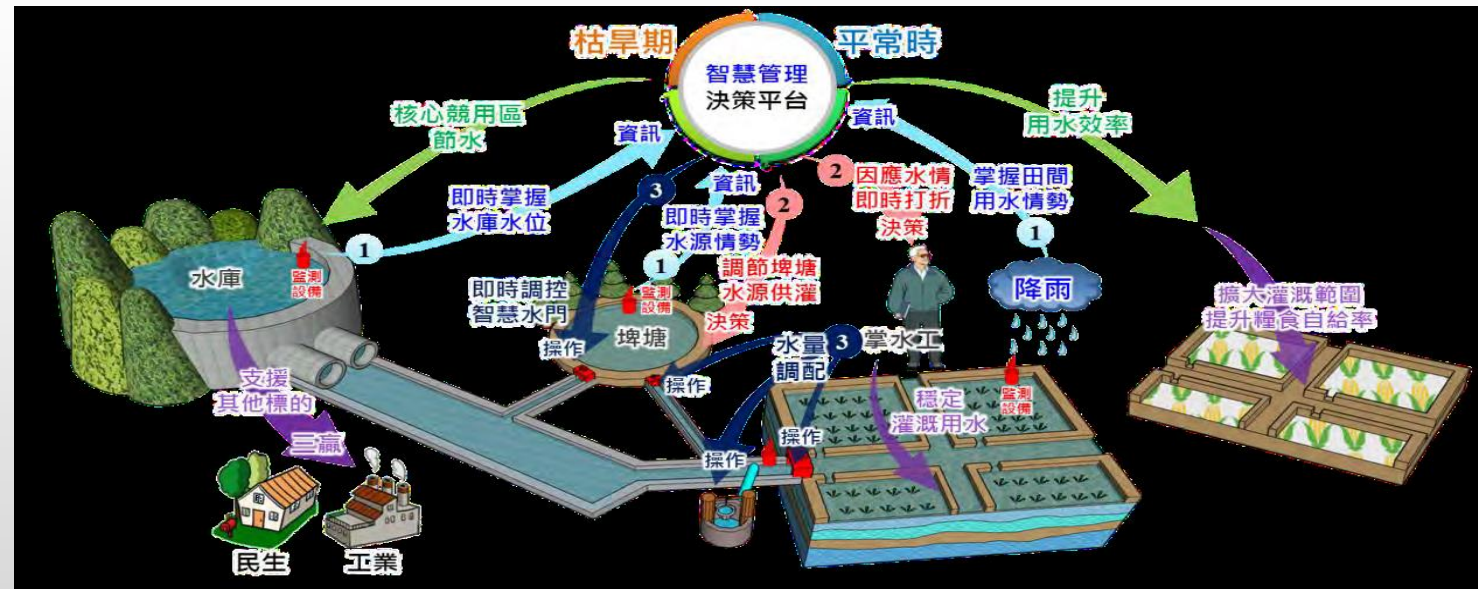 枯旱期
平常時
智慧管理
決策平台
核心競用區
節水
資訊
資訊
資訊
提升
用水效率
即時掌握
水庫水位
1
3
即時掌握
水源情勢
1
2
調節埤塘
水源供灌
決策
2
因應水情
即時打折
決策
掌握田間
用水情勢
1
水庫
監測
設備
即時調控
智慧水門
操作
監測
設備
埤塘
降雨
擴大灌溉範圍
提升糧食自給率
水量
調配
3
掌水工
操作
監測
設備
支援
其他標的
三贏
穩定
灌溉用水
操作
操作
民生
工業